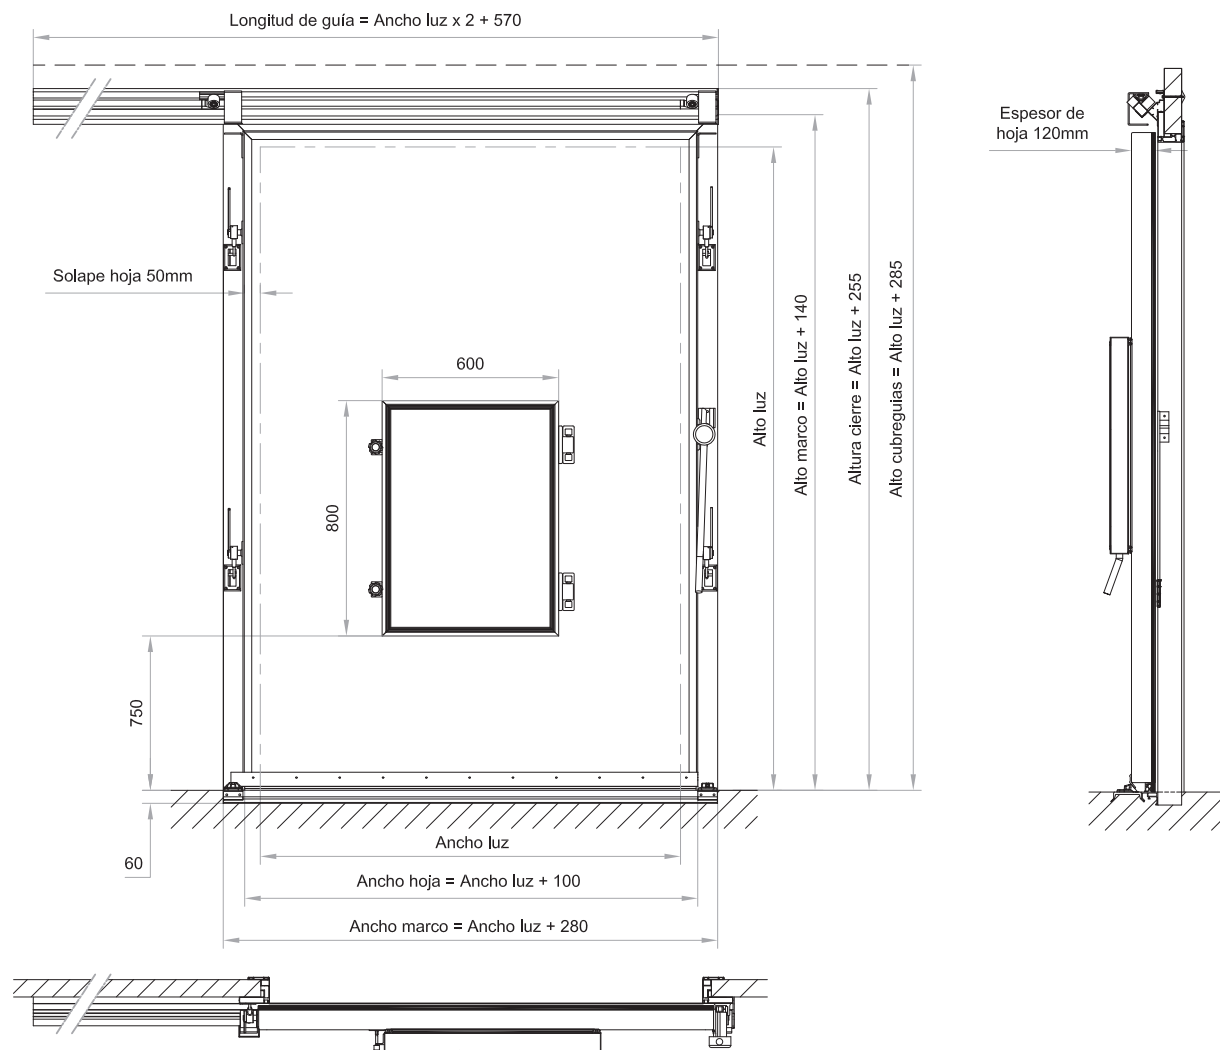 Longitud de guía = Ancho luz x 2 + 570
Espesor de
hoja 120mm
Solape hoja 50mm
600
800
Alto luz
Alto marco = Alto luz + 140
Altura cierre = Alto luz + 255
Alto cubreguias = Alto luz + 285
750
60
Ancho luz
Ancho hoja = Ancho luz + 100
Ancho marco = Ancho luz + 280